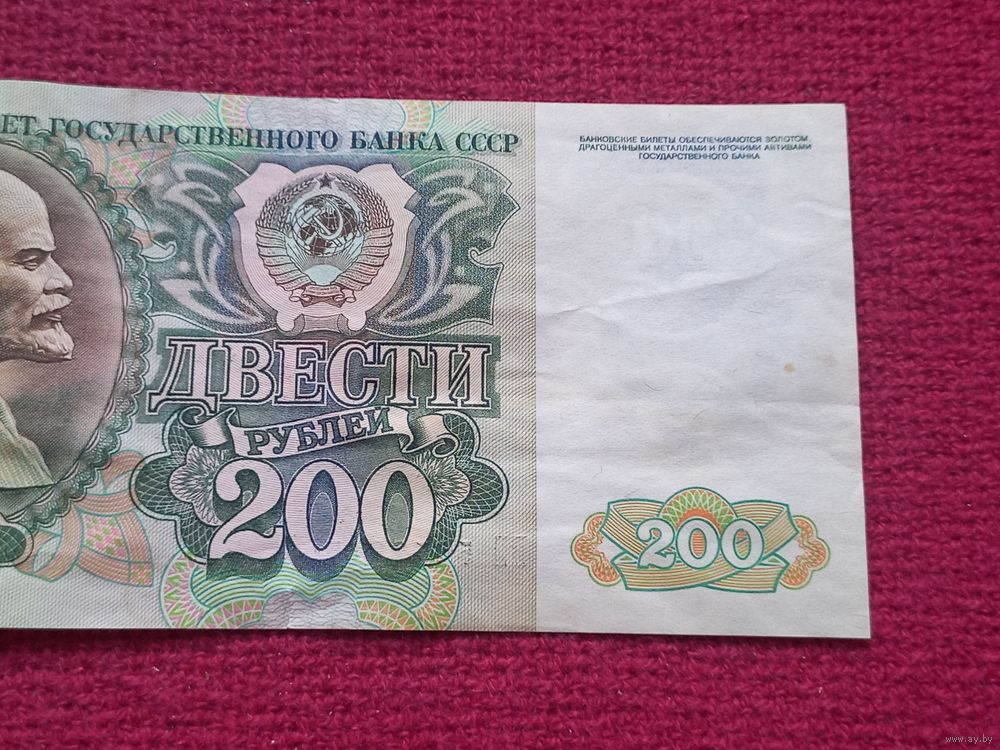 ЕТ ГОСУДАРСТВЕННОГО БАНКА СССР
БАНКОВСКИЕ БИЛЕТЫ ОБЕСПЕЧИВАЮТСЯ ЗОЛОТОМ,
ДРАГОЦЕННЫМИ МЕТАЛЛАМИ И ПРОЧИМИ АКТИВАМИ
ГОСУДАРСТВЕННОГО БАНКА
ДВЕСТИ
РУБЛЕЙ
200
200
www.ay.by